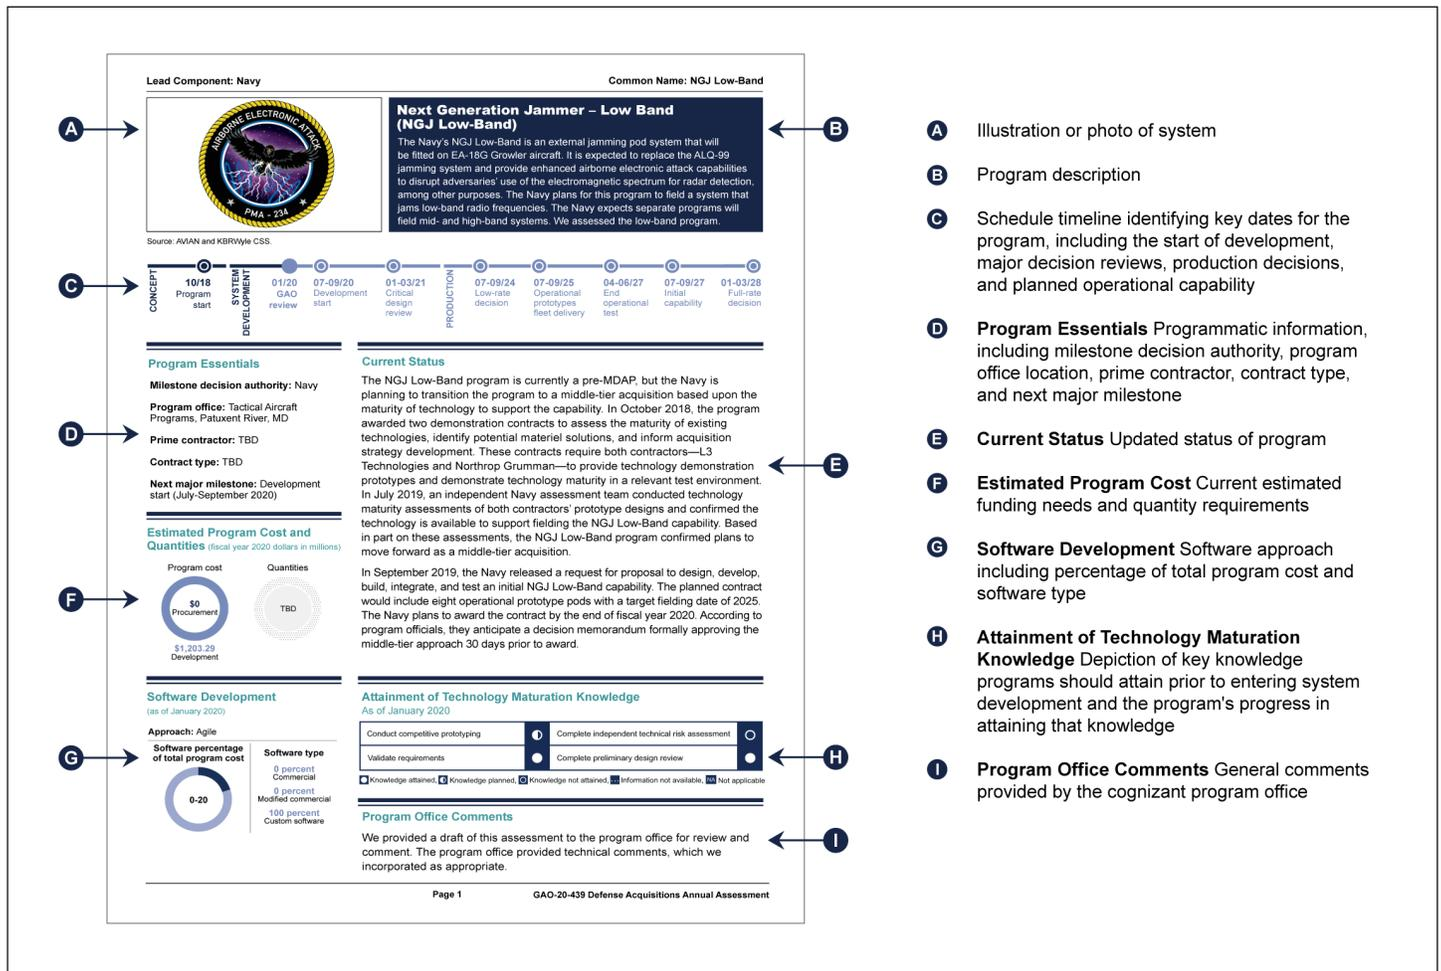 Lead Component: Navy
Common Name: NGJ Low-Band
A
AIRBORNE ELECTRONIC ATTACK
PMA - 234
Source: AVIAN and KBRWyle CSS.
Next Generation Jammer – Low Band
(NGJ Low-Band)
The Navy's NGJ Low-Band is an external jamming pod system that will
be fitted on EA-18G Growler aircraft. It is expected to replace the ALQ-99
jamming system and provide enhanced airborne electronic attack capabilities
to disrupt adversaries' use of the electromagnetic spectrum for radar detection,
among other purposes. The Navy plans for this program to field a system that
jams low-band radio frequencies. The Navy expects separate programs will
field mid- and high-band systems. We assessed the low-band program.
B
C
CONCEPT
10/18
Program
start
SYSTEM
DEVELOPMENT
01/20
GAO
review
07-09/20
Development
start
01-03/21
Critical
design
review
PRODUCTION
07-09/24
Low-rate
decision
07-09/25
Operational
prototypes
fleet delivery
04-06/27
End
operational
test
07-09/27
Initial
capability
01-03/28
Full-rate
decision
D
Program Essentials
Milestone decision authority: Navy
Program office: Tactical Aircraft
Programs, Patuxent River, MD
Prime contractor: TBD
Contract type: TBD
Next major milestone: Development
start (July-September 2020)
F
Estimated Program Cost and
Quantities (fiscal year 2020 dollars in millions)
Program cost
$0
Procurement
$1,203.29
Development
Quantities
TBD
G
Software Development
(as of January 2020)
Approach: Agile
Software percentage
of total program cost
0-20
Software type
0 percent
Commercial
0 percent
Modified commercial
100 percent
Custom software
Current Status
The NGJ Low-Band program is currently a pre-MDAP, but the Navy is
planning to transition the program to a middle-tier acquisition based upon the
maturity of technology to support the capability. In October 2018, the program
awarded two demonstration contracts to assess the maturity of existing
technologies, identify potential materiel solutions, and inform acquisition
strategy development. These contracts require both contractors—L3
Technologies and Northrop Grumman—to provide technology demonstration
prototypes and demonstrate technology maturity in a relevant test environment.
In July 2019, an independent Navy assessment team conducted technology
maturity assessments of both contractors' prototype designs and confirmed the
technology is available to support fielding the NGJ Low-Band capability. Based
in part on these assessments, the NGJ Low-Band program confirmed plans to
move forward as a middle-tier acquisition.
In September 2019, the Navy released a request for proposal to design, develop,
build, integrate, and test an initial NGJ Low-Band capability. The planned contract
would include eight operational prototype pods with a target fielding date of 2025.
The Navy plans to award the contract by the end of fiscal year 2020. According to
program officials, they anticipate a decision memorandum formally approving the
middle-tier approach 30 days prior to award.
E
Attainment of Technology Maturation Knowledge
As of January 2020
Conduct competitive prototyping
Complete independent technical risk assessment
Validate requirements
Complete preliminary design review
Knowledge attained, Knowledge planned, Knowledge not attained, ... Information not available, NA Not applicable
H
Program Office Comments
We provided a draft of this assessment to the program office for review and
comment. The program office provided technical comments, which we
incorporated as appropriate.
I
Page 1
GAO-20-439 Defense Acquisitions Annual Assessment
A Illustration or photo of system
B Program description
C Schedule timeline identifying key dates for the
program, including the start of development,
major decision reviews, production decisions,
and planned operational capability
D Program Essentials Programmatic information,
including milestone decision authority, program
office location, prime contractor, contract type,
and next major milestone
E Current Status Updated status of program
F Estimated Program Cost Current estimated
funding needs and quantity requirements
G Software Development Software approach
including percentage of total program cost and
software type
H Attainment of Technology Maturation
Knowledge Depiction of key knowledge
programs should attain prior to entering system
development and the program's progress in
attaining that knowledge
I Program Office Comments General comments
provided by the cognizant program office